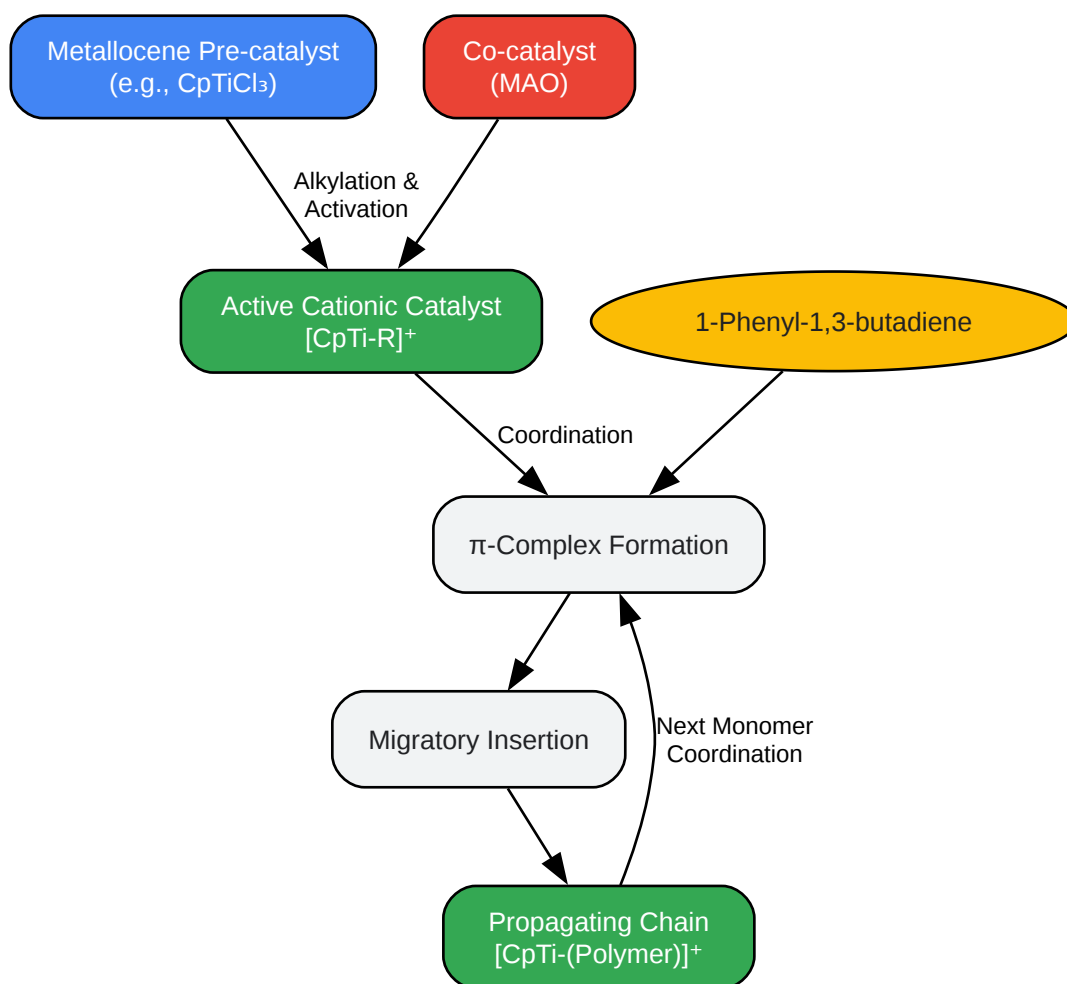 Metallocene Pre-catalyst
(e.g., CpTiCl₃)
Co-catalyst
(MAO)
Alkylation &
Activation
Active Cationic Catalyst
[CpTi-R]⁺
1-Phenyl-1,3-butadiene
Coordination
π-Complex Formation
Migratory Insertion
Next Monomer
Coordination
Propagating Chain
[CpTi-(Polymer)]⁺